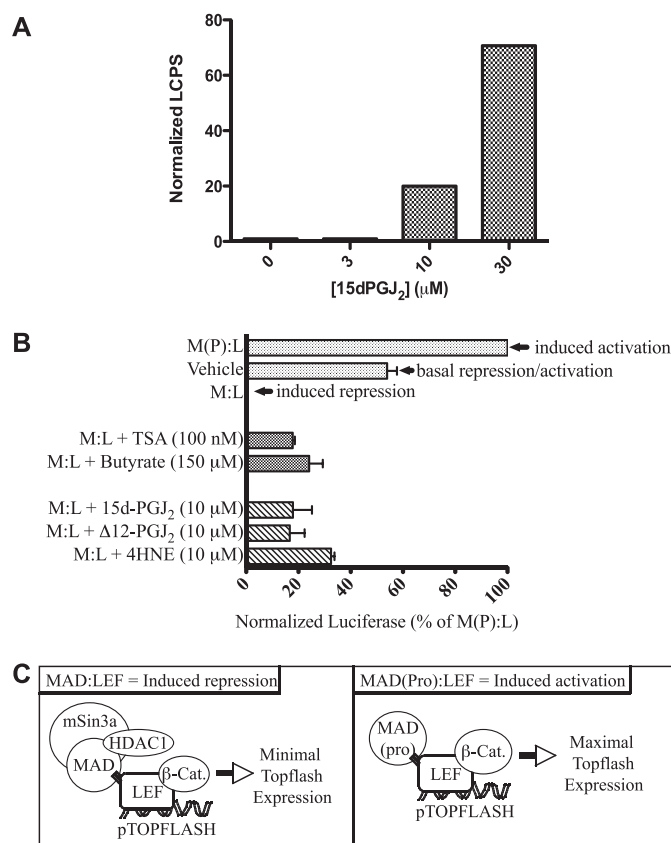 A
Normalized LCPS
80
60
40
20
0
0
3
10
30
[15dPGJ₂] (μM)
B
M(P):L
induced activation
Vehicle
basal repression/activation
M:L
induced repression
M:L + TSA (100 nM)
M:L + Butyrate (150 μM)
M:L + 15d-PGJ₂ (10 μM)
M:L + Δ12-PGJ₂ (10 μM)
M:L + 4HNE (10 μM)
0
20
40
60
80
100
Normalized Luciferase (% of M(P):L)
C
MAD:LEF = Induced repression
mSin3a
HDAC1
MAD
β-Cat.
LEF
pTOPFLASH
Minimal
Topflash
Expression
MAD(Pro):LEF = Induced activation
MAD
(pro)
β-Cat.
LEF
pTOPFLASH
Maximal
Topflash
Expression